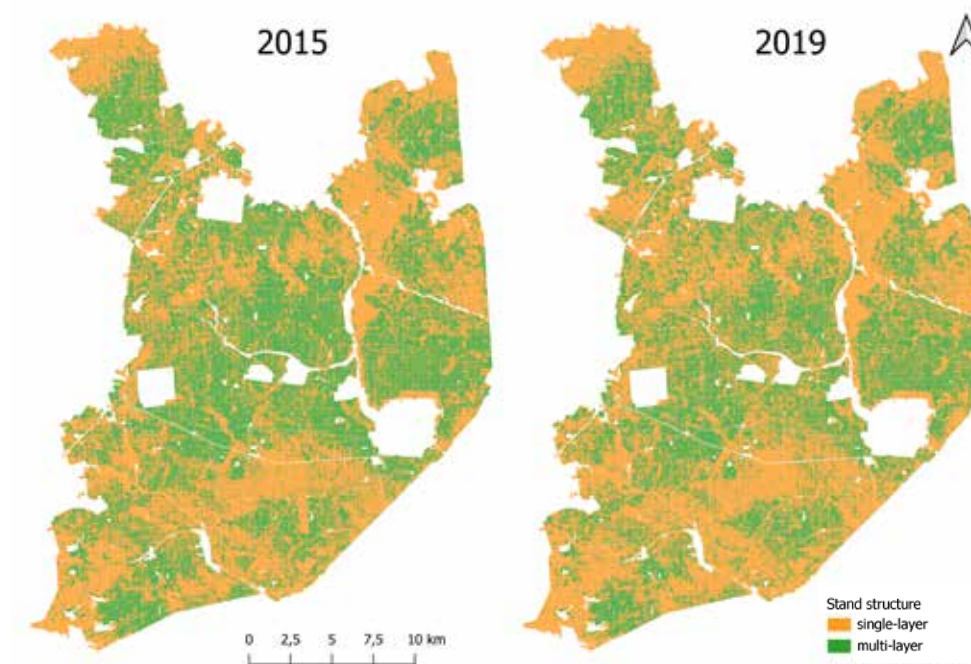 2015
2019
0 2,5 5 7,5 10 km
Stand structure
single-layer
multi-layer